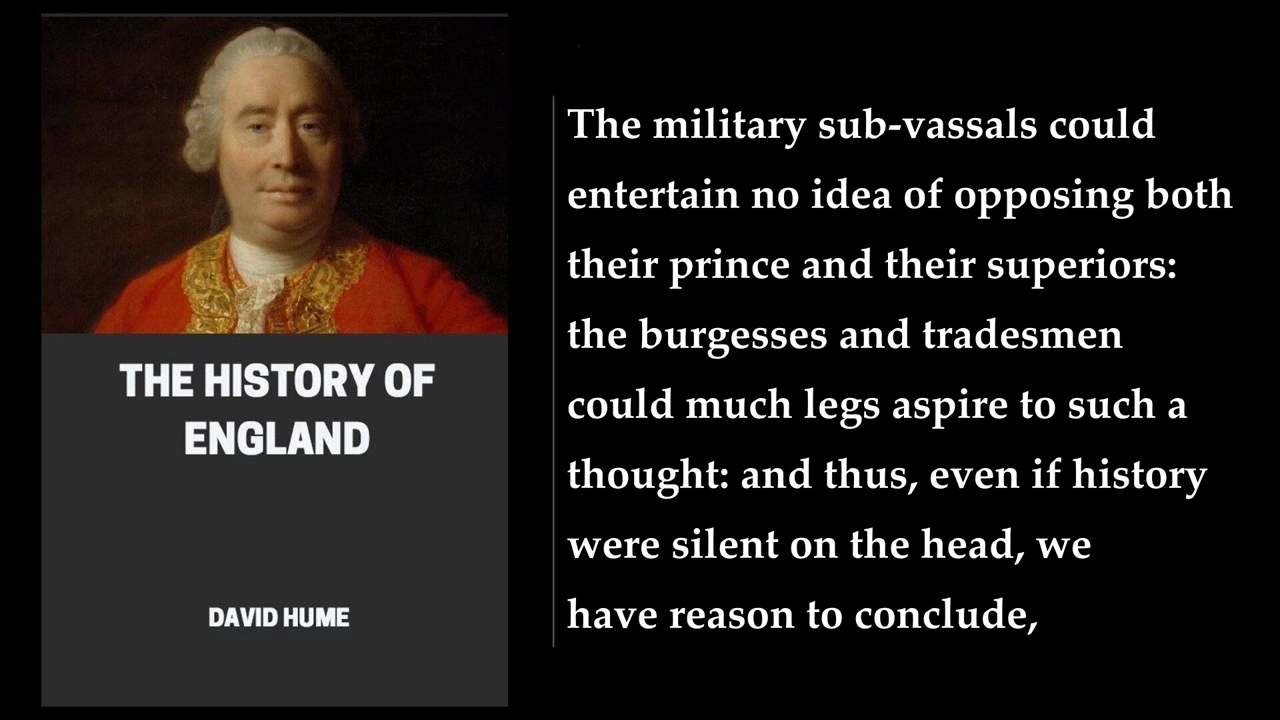 THE HISTORY OF
ENGLAND
DAVID HUME
The military sub-vassals could
entertain no idea of opposing both
their prince and their superiors:
the burgesses and tradesmen
could much legs aspire to such a
thought: and thus, even if history
were silent on the head, we
have reason to conclude,